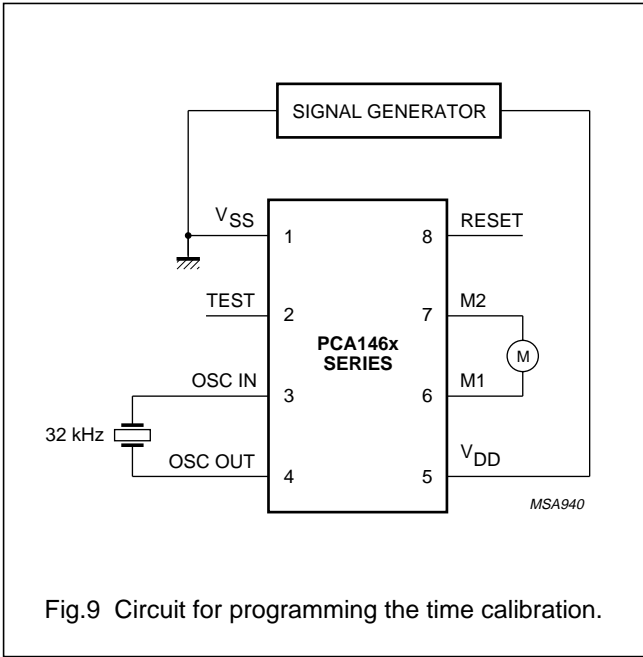 SIGNAL GENERATOR
VSS
1
8
RESET
TEST
2
7
M2
PCA146x
SERIES
M
OSC IN
3
6
M1
32 kHz
OSC OUT
4
5
VDD
MSA940
Fig.9 Circuit for programming the time calibration.